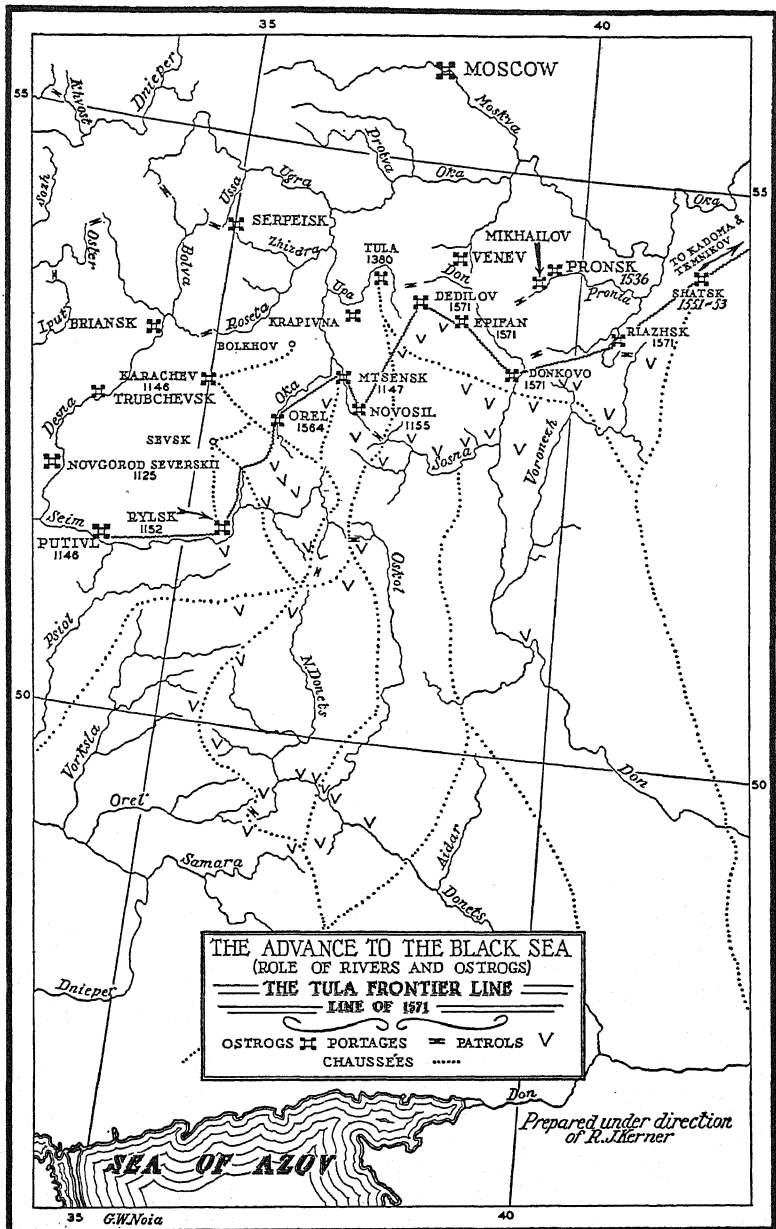 35
40
MOSCOW
Dnieper
Khvost
55
Moskva
Protva
Oka
55
Sozh
Ugra
Ussa
Oka
SERPEISK
Oster
Bolva
Zhizdra
TULA
1380
MIKHAILOV
VENEV
Don
PRONSK
1536
Pronia
TO KADOMA &
TEMNIKOV
SHATSK
1551-53
Upa
DEDILOV
1571
Iput
BRIANSK
Roseta
KRAPIVNA
EPIFAN
1571
RIAZHSK
1571
BOLKHOV
KARACHEV
1146
TRUBCHEVSK
Oka
MTSENSK
1147
DONKOVO
1571
Desna
OREL
1564
NOVOSIL
1155
SEVSK
Sosna
Voronezh
NOVGOROD SEVERSKII
1125
Seim
RYLSK
1152
PUTIVL
1146
Oskol
Psiol
N.Donets
50
Vorksla
Don
50
Orel
Aidar
Samara
Donets
THE ADVANCE TO THE BLACK SEA
(ROLE OF RIVERS AND OSTROGS)
THE TULA FRONTIER LINE
LINE OF 1571
OSTROGS PORTAGES PATROLS
CHAUSSÉES
Dnieper
Don
Prepared under direction
of R.J.Kerner
SEA OF AZOV
35
G.W.Noia
40